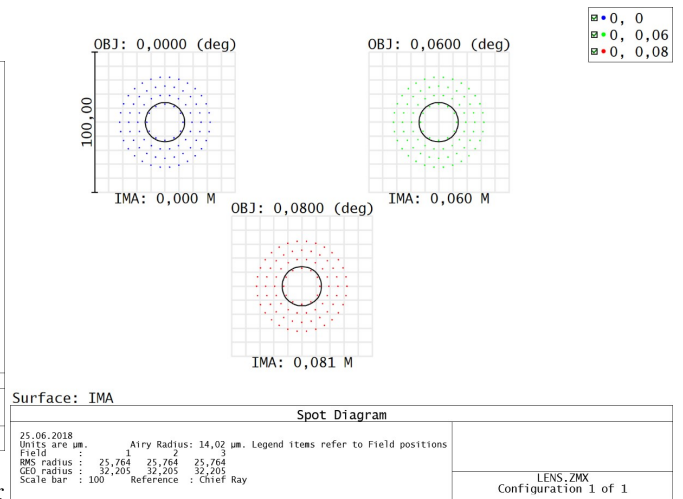 0, 0
0, 0,06
0, 0,08
OBJ: 0,0000 (deg)
OBJ: 0,0600 (deg)
100,00
IMA: 0,000 M
IMA: 0,060 M
OBJ: 0,0800 (deg)
IMA: 0,081 M
Surface: IMA
Spot Diagram
25.06.2018
Units are µm. Airy Radius: 14,02 µm. Legend items refer to Field positions
Field : 1 2 3
RMS radius : 25,764 25,764 25,764
GEO radius : 32,205 32,205 32,205
Scale bar : 100 Reference : Chief Ray
LENS.ZMX
Configuration 1 of 1
r